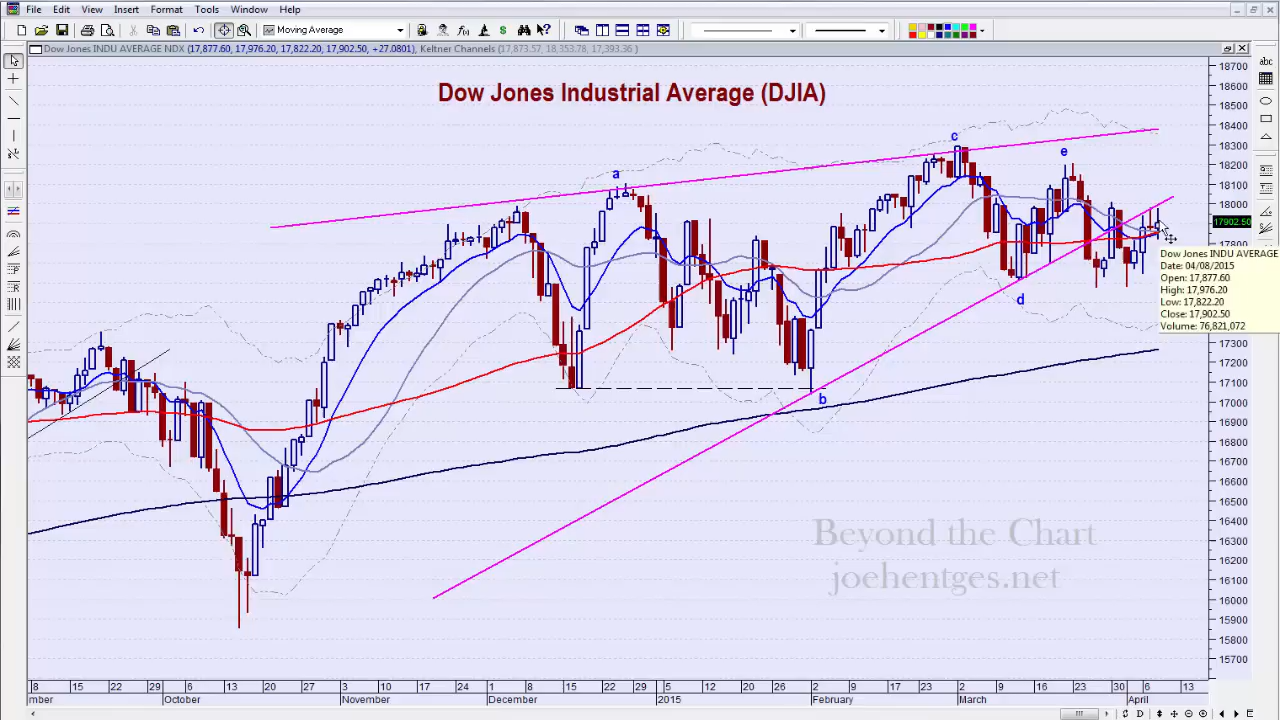 File Edit View Insert Format Tools Window Help
Moving Average
Dow Jones INDU AVERAGE NDX (17,877.60, 17,976.20, 17,822.20, 17,902.50, +27.0801), Keltner Channels (17,873.57, 18,353.78, 17,393.36 )
abc
Dow Jones Industrial Average (DJIA)
18700
18600
18500
18400
18300
18200
18100
18000
17902.50
17800
17300
17200
17100
17000
16900
16800
16700
16600
16500
16400
16300
16200
16100
16000
15900
15800
15700
a
c
e
d
b
Dow Jones INDU AVERAGE
Date: 04/08/2015
Open: 17,877.60
High: 17,976.20
Low: 17,822.20
Close: 17,902.50
Volume: 76,821,072
Beyond the Chart
joehentges.net
8 15 22 29 6 13 20 27 3 10 17 24 1 8 15 22 29 5 12 20 26 2 9 17 23 2 9 16 23 30 6 13
mber October November December 2015 February March April